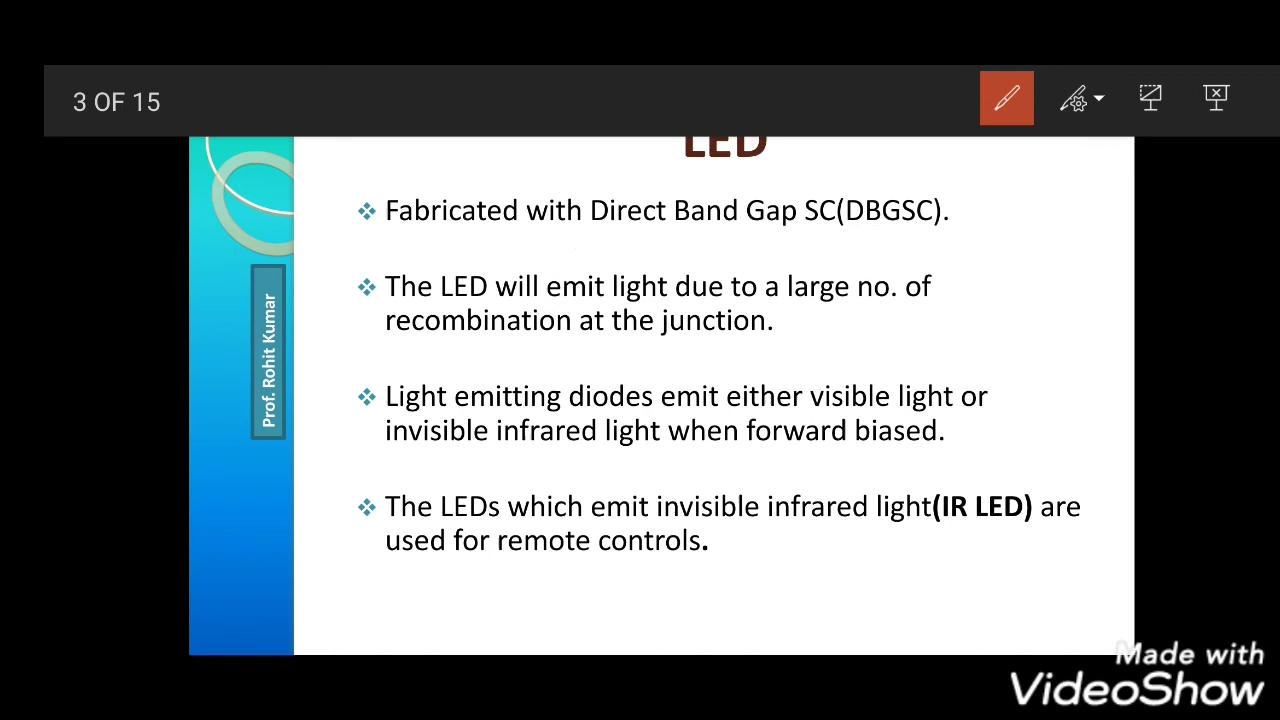 3 OF 15
LED
Fabricated with Direct Band Gap SC(DBGSC).
The LED will emit light due to a large no. of
recombination at the junction.
Light emitting diodes emit either visible light or
invisible infrared light when forward biased.
The LEDs which emit invisible infrared light(IR LED) are
used for remote controls.
Prof. Rohit Kumar
Made with
VideoShow